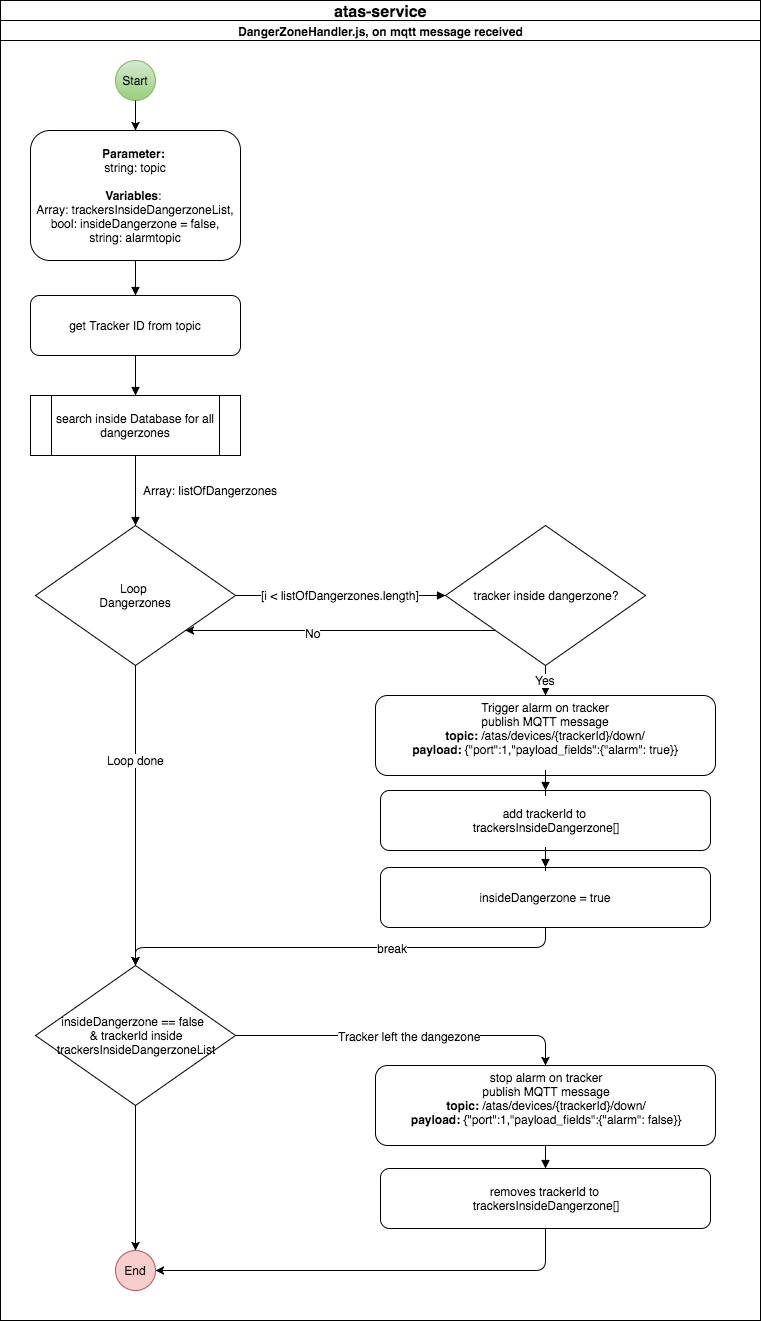 atas-service
DangerZoneHandler.js, on mqtt message received
Start
Parameter:
string: topic
Variables:
Array: trackersInsideDangerzoneList,
bool: insideDangerzone = false,
string: alarmtopic
get Tracker ID from topic
search inside Database for all
dangerzones
Array: listOfDangerzones
Loop
Dangerzones
[i < listOfDangerzones.length]
tracker inside dangerzone?
No
Yes
Trigger alarm on tracker
publish MQTT message
topic: /atas/devices/{trackerId}/down/
payload: {"port":1,"payload_fields":{"alarm": true}}
Loop done
add trackerId to
trackersInsideDangerzone[]
insideDangerzone = true
break
insideDangerzone == false
& trackerId inside
trackersInsideDangerzoneList
Tracker left the dangezone
stop alarm on tracker
publish MQTT message
topic: /atas/devices/{trackerId}/down/
payload: {"port":1,"payload_fields":{"alarm": false}}
removes trackerId to
trackersInsideDangerzone[]
End